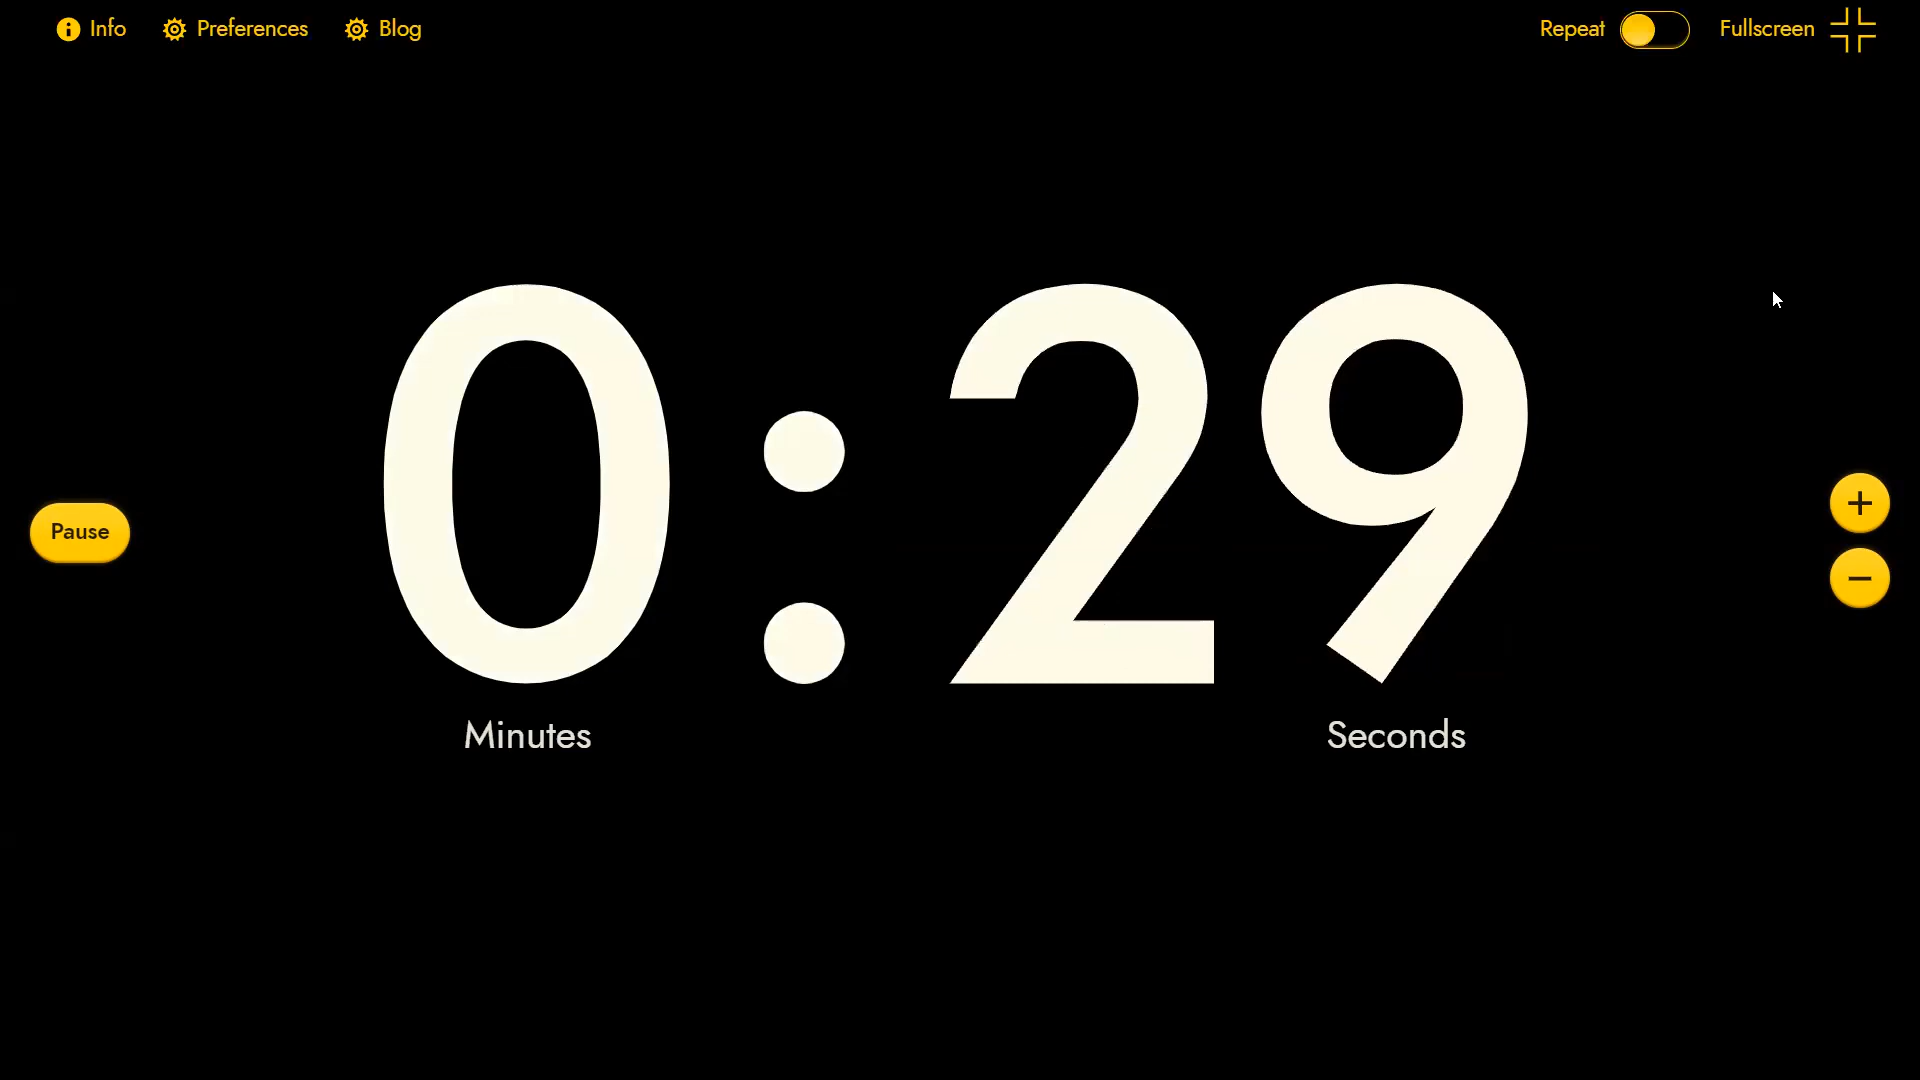 Info Preferences Blog Repeat Fullscreen
0:29
Pause
+
−
Minutes Seconds